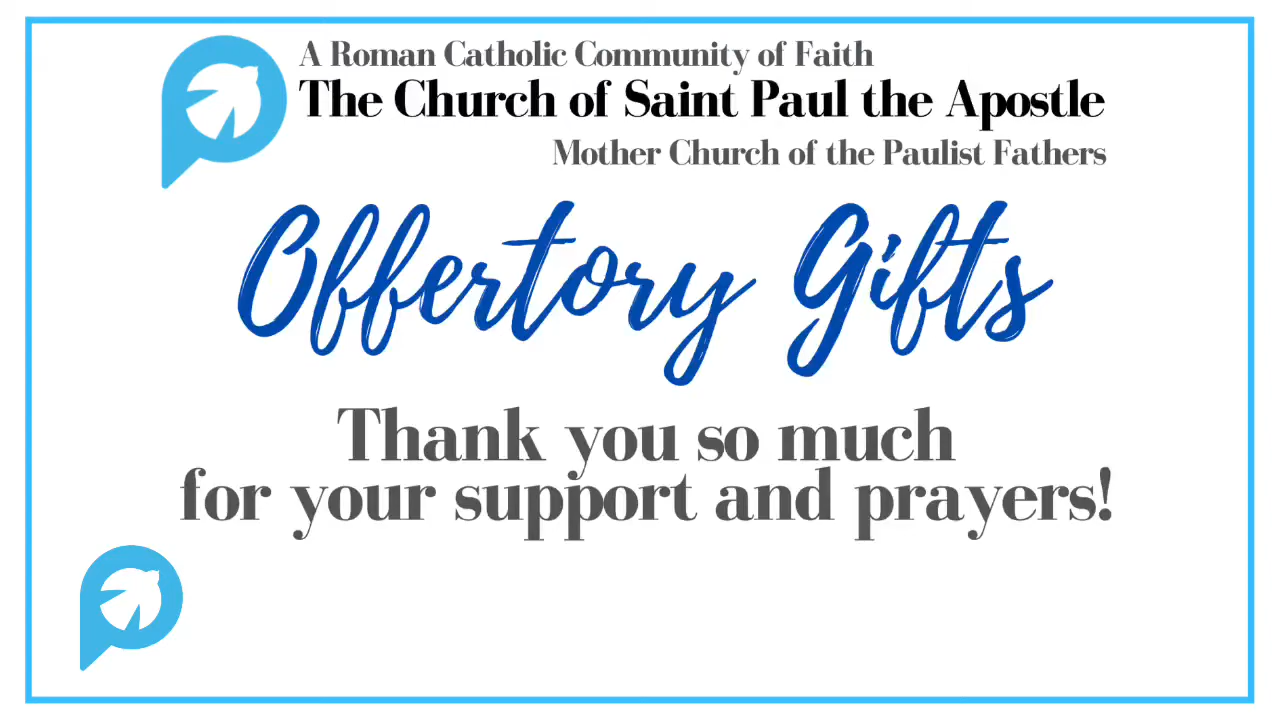 A Roman Catholic Community of Faith
The Church of Saint Paul the Apostle
Mother Church of the Paulist Fathers
Offertory Gifts
Thank you so much
for your support and prayers!